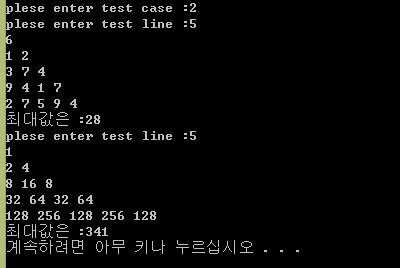 plese enter test case :2
plese enter test line :5
6
1 2
3 7 4
9 4 1 7
2 7 5 9 4
최대값은 :28
plese enter test line :5
1
2 4
8 16 8
32 64 32 64
128 256 128 256 128
최대값은 :341
계속하려면 아무 키나 누르십시오 . . .